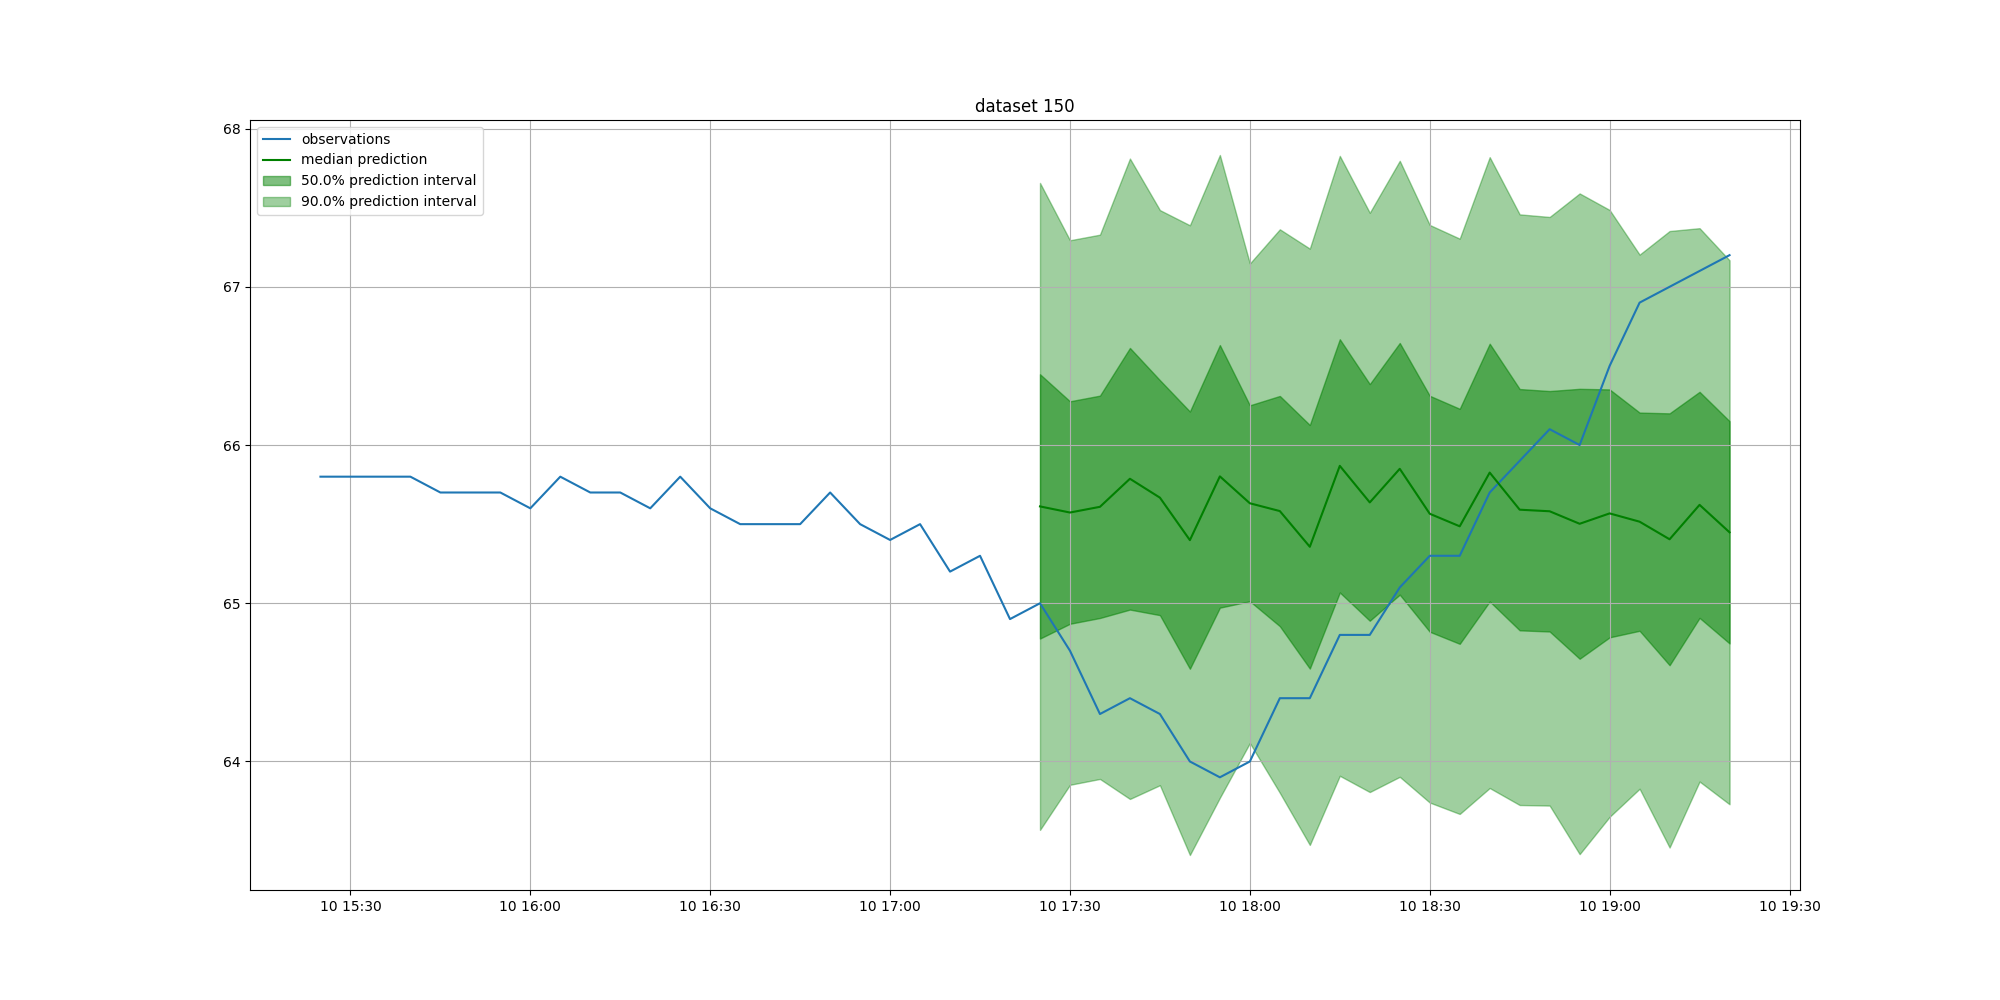 dataset 150
68
67
66
65
64
observations
median prediction
50.0% prediction interval
90.0% prediction interval
10 15:30 10 16:00 10 16:30 10 17:00 10 17:30 10 18:00 10 18:30 10 19:00 10 19:30